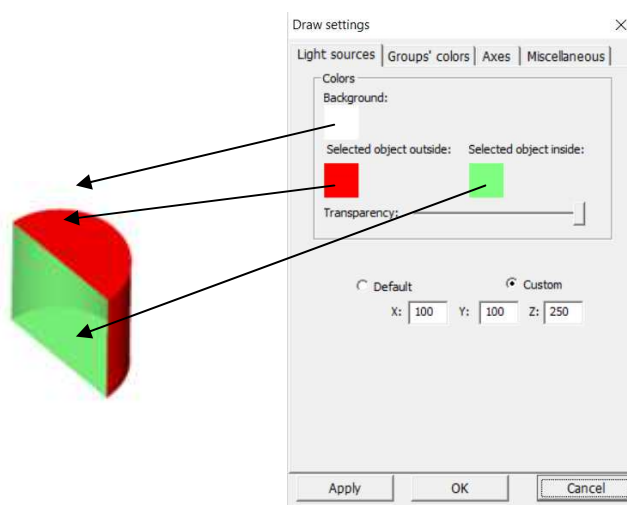 Draw settings
Light sources Groups' colors Axes Miscellaneous
Colors
Background:
Selected object outside: Selected object inside:
Transparency:
Default Custom
X: 100 Y: 100 Z: 250
Apply OK Cancel